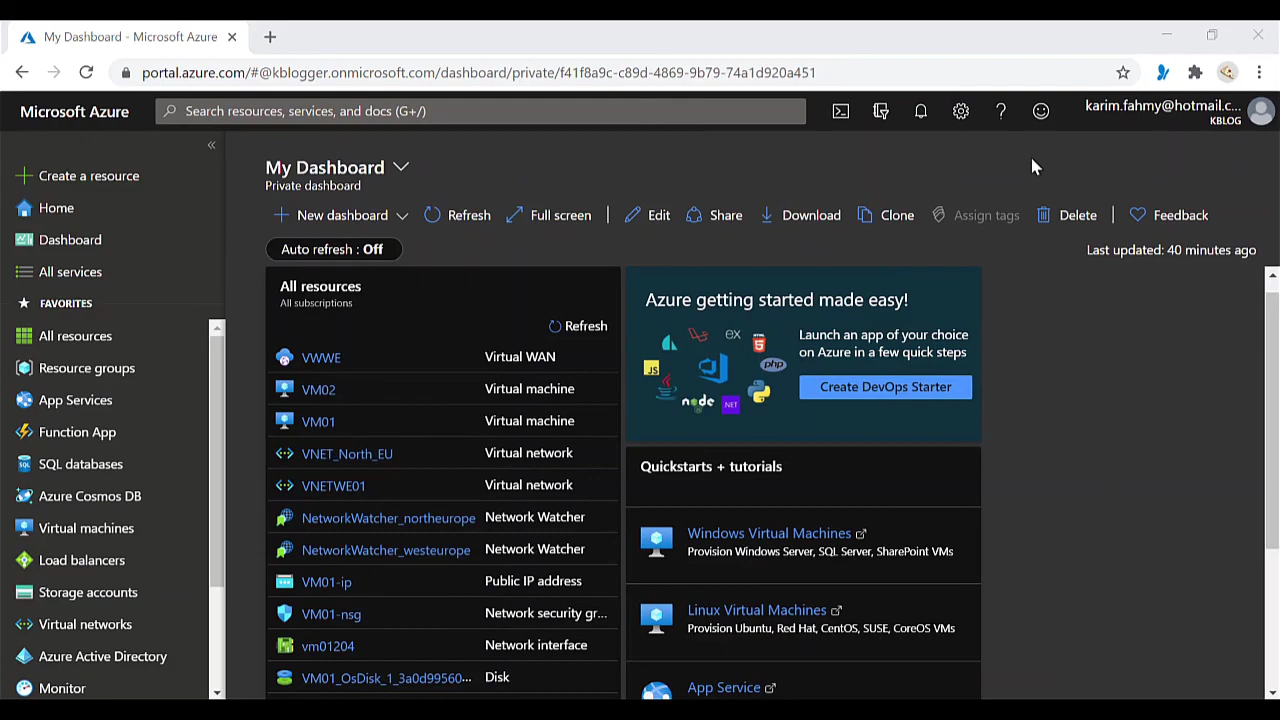 My Dashboard - Microsoft Azure
portal.azure.com/#@kblogger.onmicrosoft.com/dashboard/private/f41f8a9c-c89d-4869-9b79-74a1d920a451
Microsoft Azure
Search resources, services, and docs (G+/)
karim.fahmy@hotmail.c...
KBLOG
Create a resource
Home
Dashboard
All services
FAVORITES
All resources
Resource groups
App Services
Function App
SQL databases
Azure Cosmos DB
Virtual machines
Load balancers
Storage accounts
Virtual networks
Azure Active Directory
Monitor
My Dashboard
Private dashboard
New dashboard Refresh Full screen Edit Share Download Clone Assign tags Delete Feedback
Auto refresh : Off
Last updated: 40 minutes ago
All resources
All subscriptions
Refresh
VWWE Virtual WAN
VM02 Virtual machine
VM01 Virtual machine
VNET_North_EU Virtual network
VNETWE01 Virtual network
NetworkWatcher_northeurope Network Watcher
NetworkWatcher_westeurope Network Watcher
VM01-ip Public IP address
VM01-nsg Network security gr...
vm01204 Network interface
VM01_OsDisk_1_3a0d99560... Disk
Azure getting started made easy!
Launch an app of your choice
on Azure in a few quick steps
Create DevOps Starter
EX
HTML
5
JS
php
node
.NET
Quickstarts + tutorials
Windows Virtual Machines
Provision Windows Server, SQL Server, SharePoint VMs
Linux Virtual Machines
Provision Ubuntu, Red Hat, CentOS, SUSE, CoreOS VMs
App Service